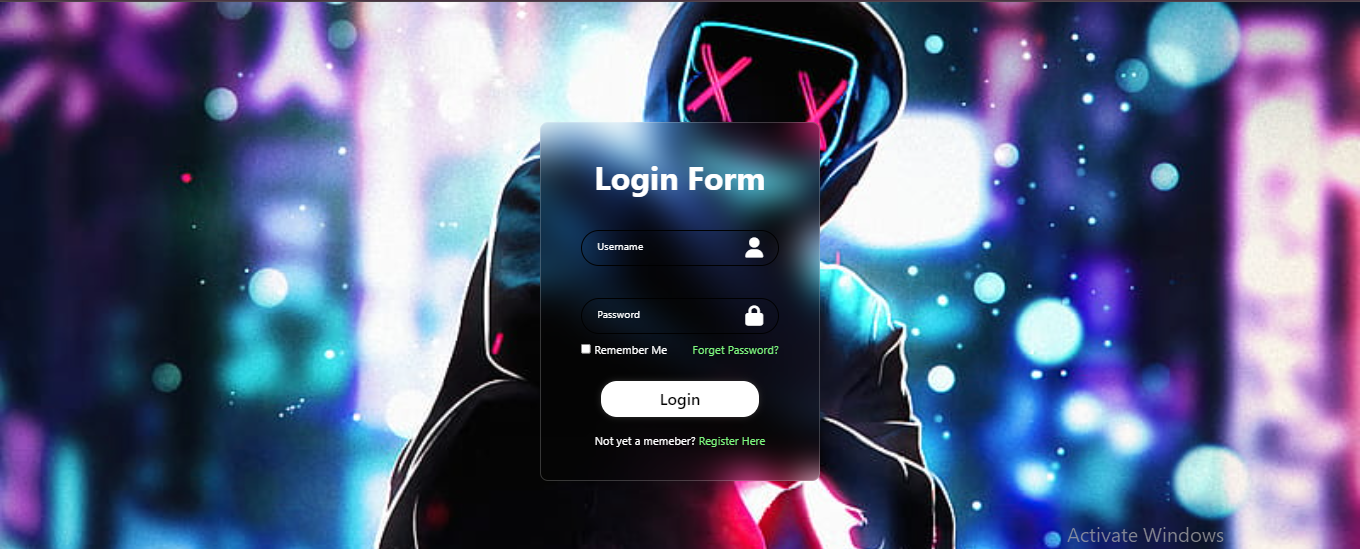 Login Form
Username
Password
Remember Me Forget Password?
Login
Not yet a memeber? Register Here
Activate Windows